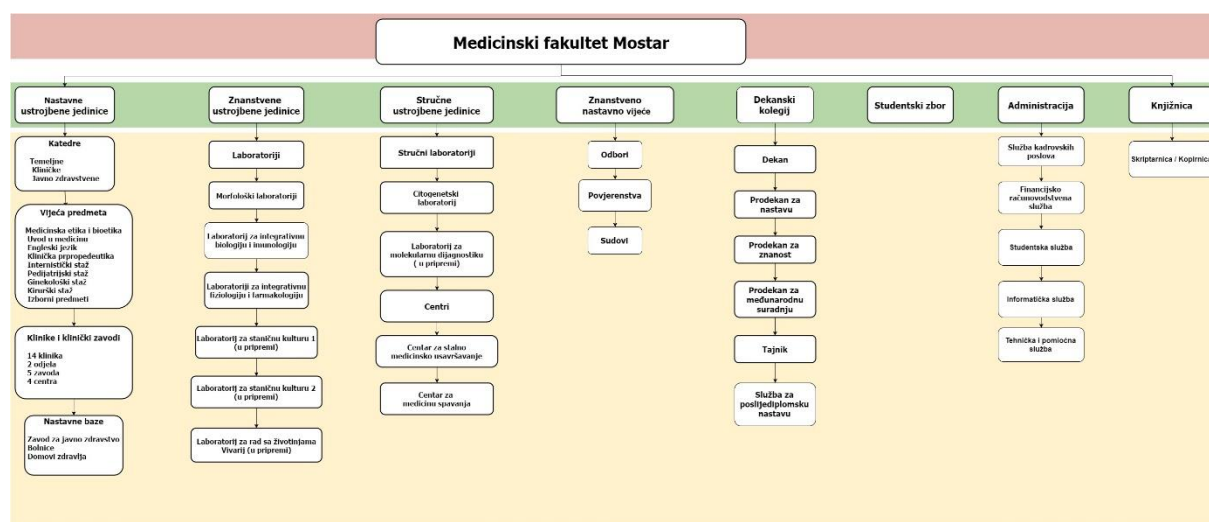 Medicinski fakultet Mostar
Nastavne
ustrojbene jedinice
Znanstvene
ustrojbene jedinice
Stručne
ustrojbene jedinice
Znanstveno
nastavno vijeće
Dekanski
kolegij
Studentski zbor
Administracija
Knjižnica
Katedre
Temeljne
Kliničke
Javno zdravstvene
Vijeća predmeta
Medicinska etika i bioetika
Uvod u medicinu
Engleski jezik
Klinička prpropedeutika
Internistički staž
Pedijatrijski staž
Ginekološki staž
Kirurški staž
Izborni predmeti
Klinike i klinički zavodi
14 klinika
2 odjela
5 zavoda
4 centra
Nastavne baze
Zavod za javno zdravstvo
Bolnice
Domovi zdravlja
Laboratoriji
Morfološki laboratoriji
Laboratorij za integrativnu
biologiju i imunologiju
Laboratoriji za integrativnu
fiziologiju i farmakologiju
Laboratorij za staničnu kulturu 1
(u pripremi)
Laboratorij za staničnu kulturu 2
(u pripremi)
Laboratorij za rad sa životinjama
Vivarij (u pripremi)
Stručni laboratoriji
Citogenetski
laboratorij
Laboratorij za
molekularnu dijagnostiku
( u pripremi)
Centri
Centar za stalno
medicinsko usavršavanje
Centar za
medicinu spavanja
Odbori
Povjerenstva
Sudovi
Dekan
Prodekan za
nastavu
Prodekan za
znanost
Prodekan za
međunarodnu
suradnju
Tajnik
Služba za
poslijediplomsku
nastavu
Služba kadrovskih
poslova
Financijsko
računovodstvena
služba
Studentska služba
Informatička služba
Tehnička i pomoćna
služba
Skriptarnica / Kopirnica